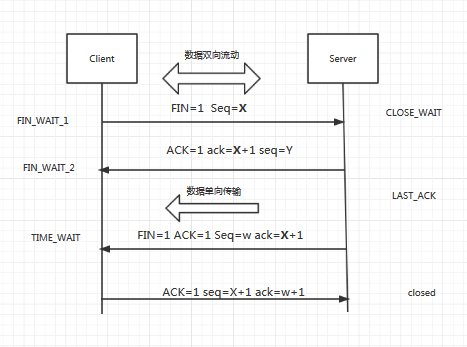 Client
数据双向流动
Server
FIN=1 Seq=X
FIN_WAIT_1
CLOSE_WAIT
ACK=1 ack=X+1 seq=Y
FIN_WAIT_2
数据单向传输
LAST_ACK
TIME_WAIT
FIN=1 ACK=1 Seq=w ack=X+1
ACK=1 seq=X+1 ack=w+1
closed